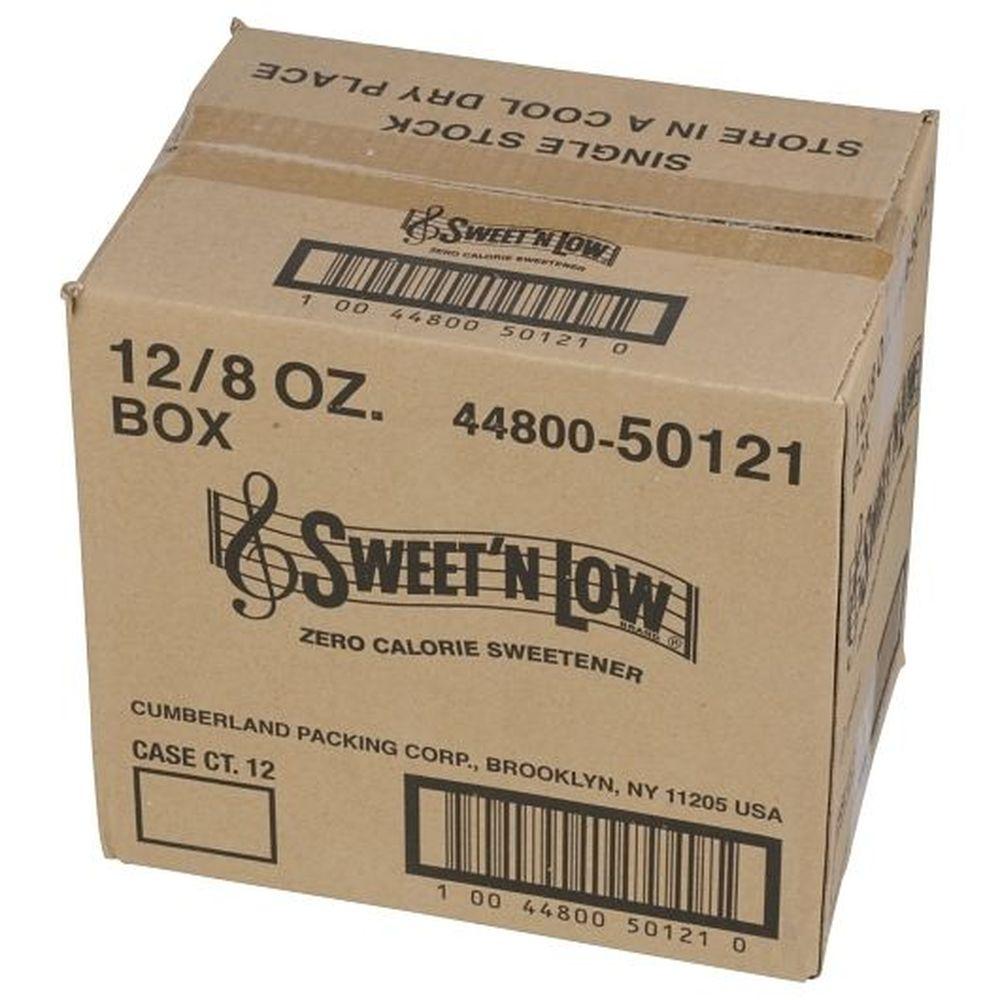 STORE IN A COOL DRY PLACE
SINGLE STOCK
SWEET'N LOW
ZERO CALORIE SWEETENER
1 00 44800 50121 0
12/8 OZ.
BOX
44800-50121
SWEET'N LOW
BRAND ®
ZERO CALORIE SWEETENER
CUMBERLAND PACKING CORP., BROOKLYN, NY 11205 USA
CASE CT. 12
1 00 44800 50121 0